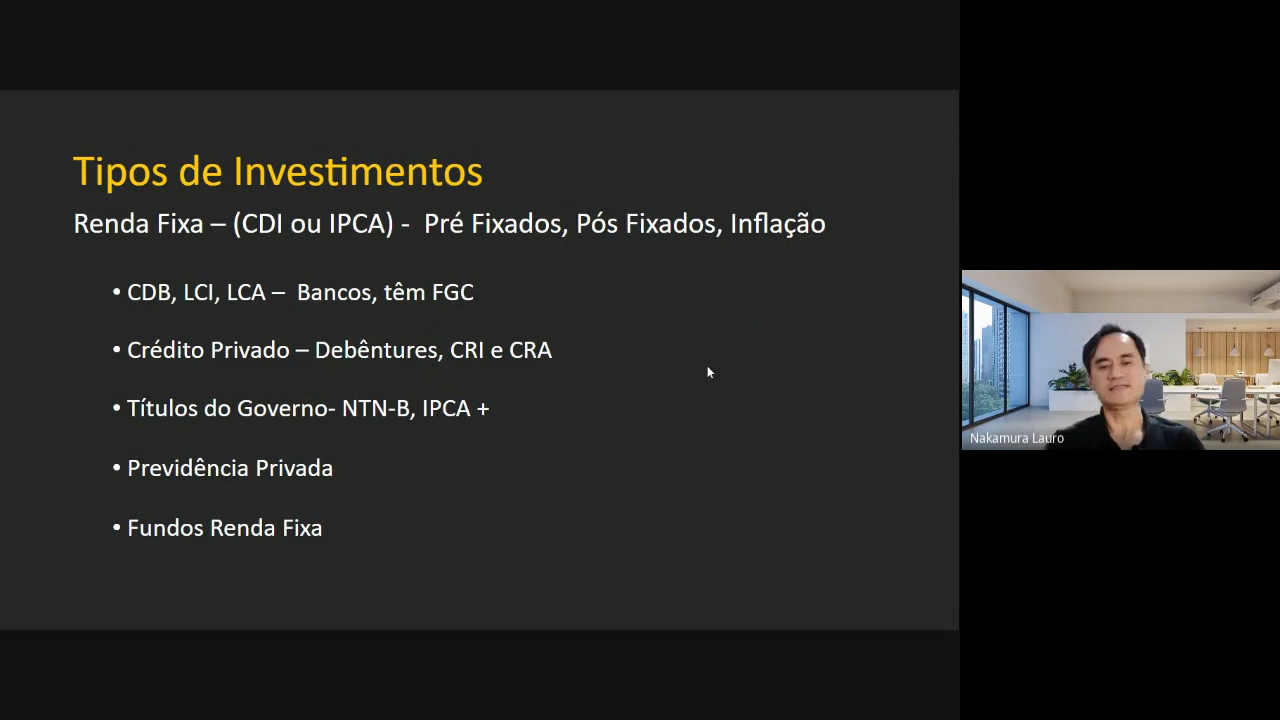 Tipos de Investimentos
Renda Fixa – (CDI ou IPCA) - Pré Fixados, Pós Fixados, Inflação
• CDB, LCI, LCA – Bancos, têm FGC
• Crédito Privado – Debêntures, CRI e CRA
• Títulos do Governo- NTN-B, IPCA +
• Previdência Privada
• Fundos Renda Fixa
Nakamura Lauro